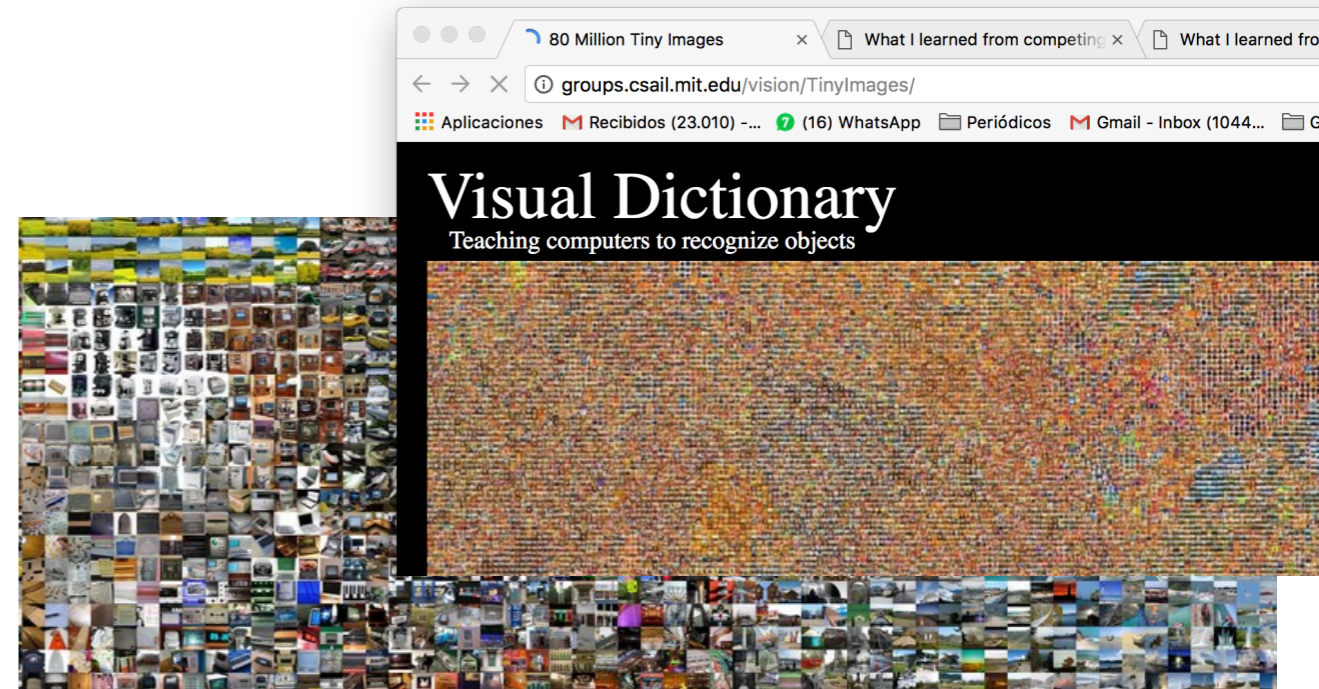 80 Million Tiny Images
What I learned from competing
What I learned fro
groups.csail.mit.edu/vision/TinyImages/
Aplicaciones Recibidos (23.010) -... 7 (16) WhatsApp Periódicos Gmail - Inbox (1044... G
Visual Dictionary
Teaching computers to recognize objects